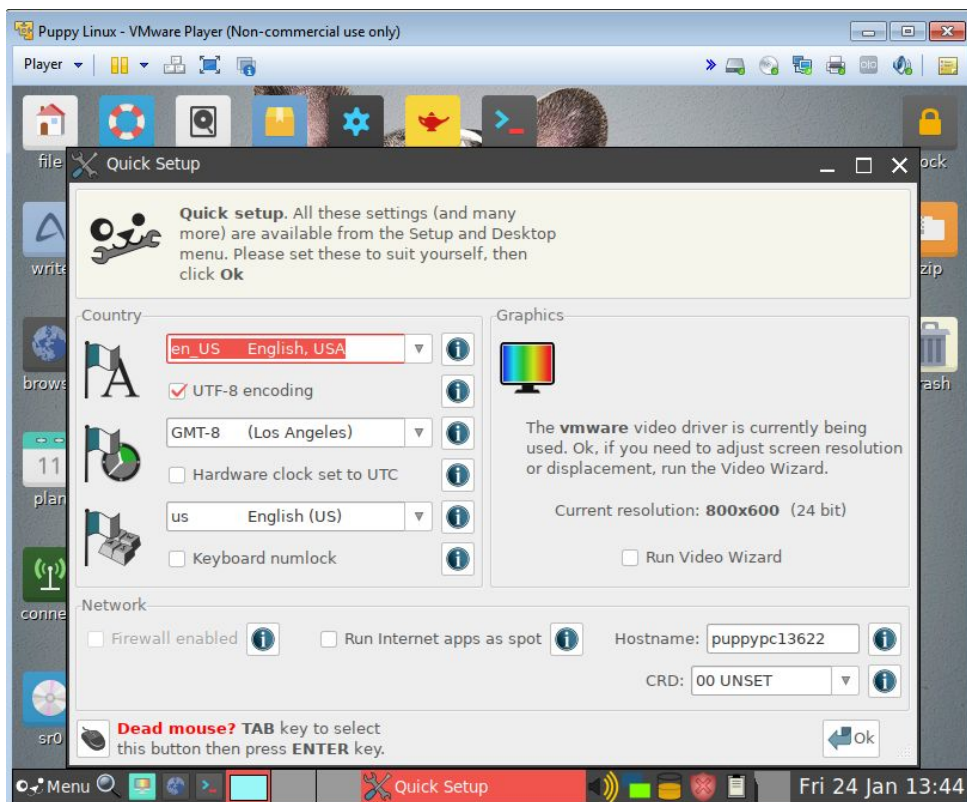 Puppy Linux - VMware Player (Non-commercial use only)
Player
file
lock
Quick Setup
Quick setup. All these settings (and many
more) are available from the Setup and Desktop
menu. Please set these to suit yourself, then
click Ok
write
zip
Country
Graphics
en_US English, USA
UTF-8 encoding
brows
rash
GMT-8 (Los Angeles)
The vmware video driver is currently being
used. Ok, if you need to adjust screen resolution
or displacement, run the Video Wizard.
11
Hardware clock set to UTC
plan
us English (US)
Current resolution: 800x600 (24 bit)
Keyboard numlock
Run Video Wizard
Network
conne
Firewall enabled
Run Internet apps as spot
Hostname: puppypc13622
CRD: 00 UNSET
sr0
Dead mouse? TAB key to select
this button then press ENTER key.
Ok
Menu
Quick Setup
Fri 24 Jan 13:44